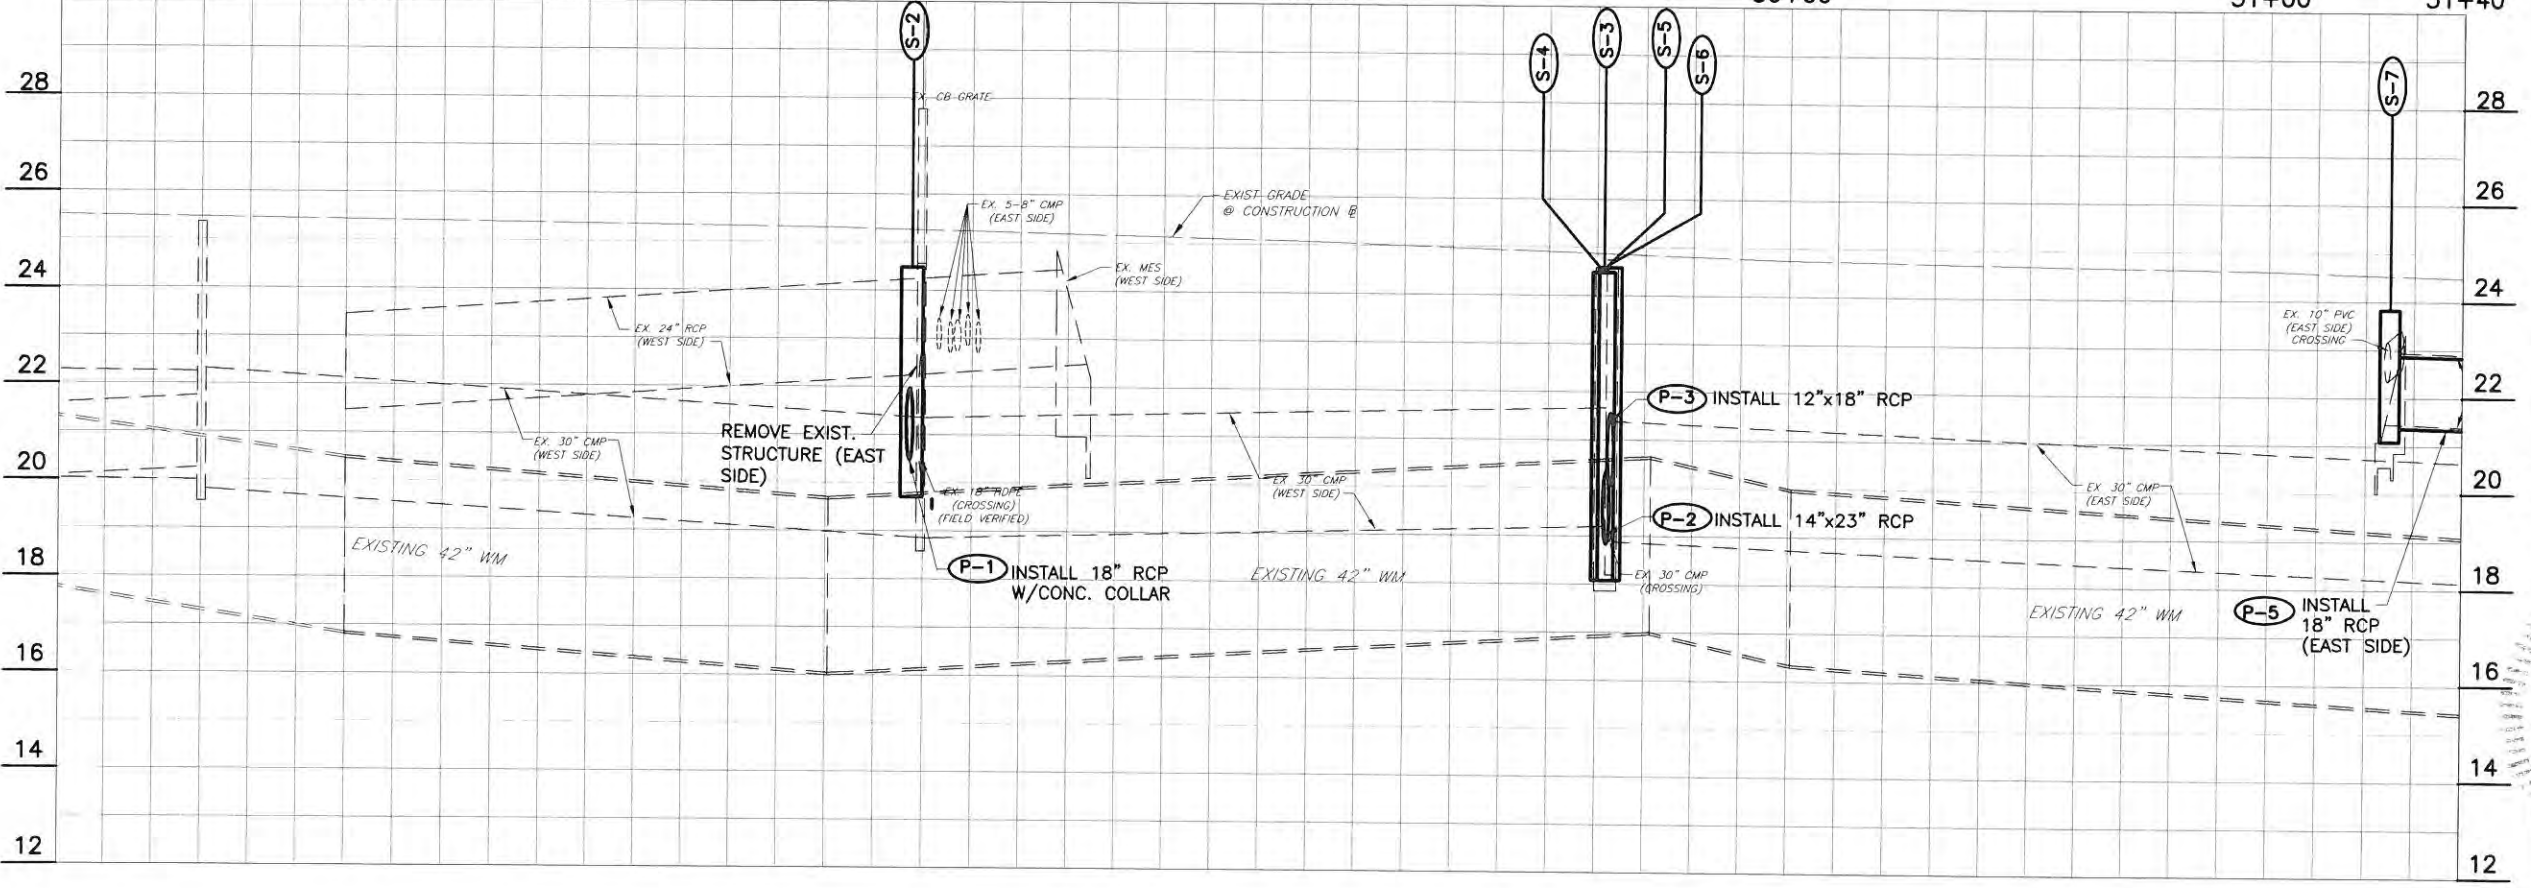 S-2
S-4
S-3
S-5
S-6
S-7
31+40
28
28
26
26
24
24
22
22
20
20
18
18
16
16
14
14
12
12
EX. CB GRATE
EX. 5-8" CMP
(EAST SIDE)
EXIST GRADE
@ CONSTRUCTION
EX. MES
(WEST SIDE)
EX. 24" RCP
(WEST SIDE)
EX. 10" PVC
(EAST SIDE)
CROSSING
P-3 INSTALL 12"x18" RCP
REMOVE EXIST.
STRUCTURE (EAST
SIDE)
EX. 30" CMP
(WEST SIDE)
EX. 18" HDPE
(CROSSING)
(FIELD VERIFIED)
EX 30" CMP
(WEST SIDE)
EX 30" CMP
(EAST SIDE)
P-2 INSTALL 14"x23" RCP
EXISTING 42" WM
P-1 INSTALL 18" RCP
W/CONC. COLLAR
EXISTING 42" WM
EX 30" CMP
(CROSSING)
EXISTING 42" WM
P-5 INSTALL
18" RCP
(EAST SIDE)